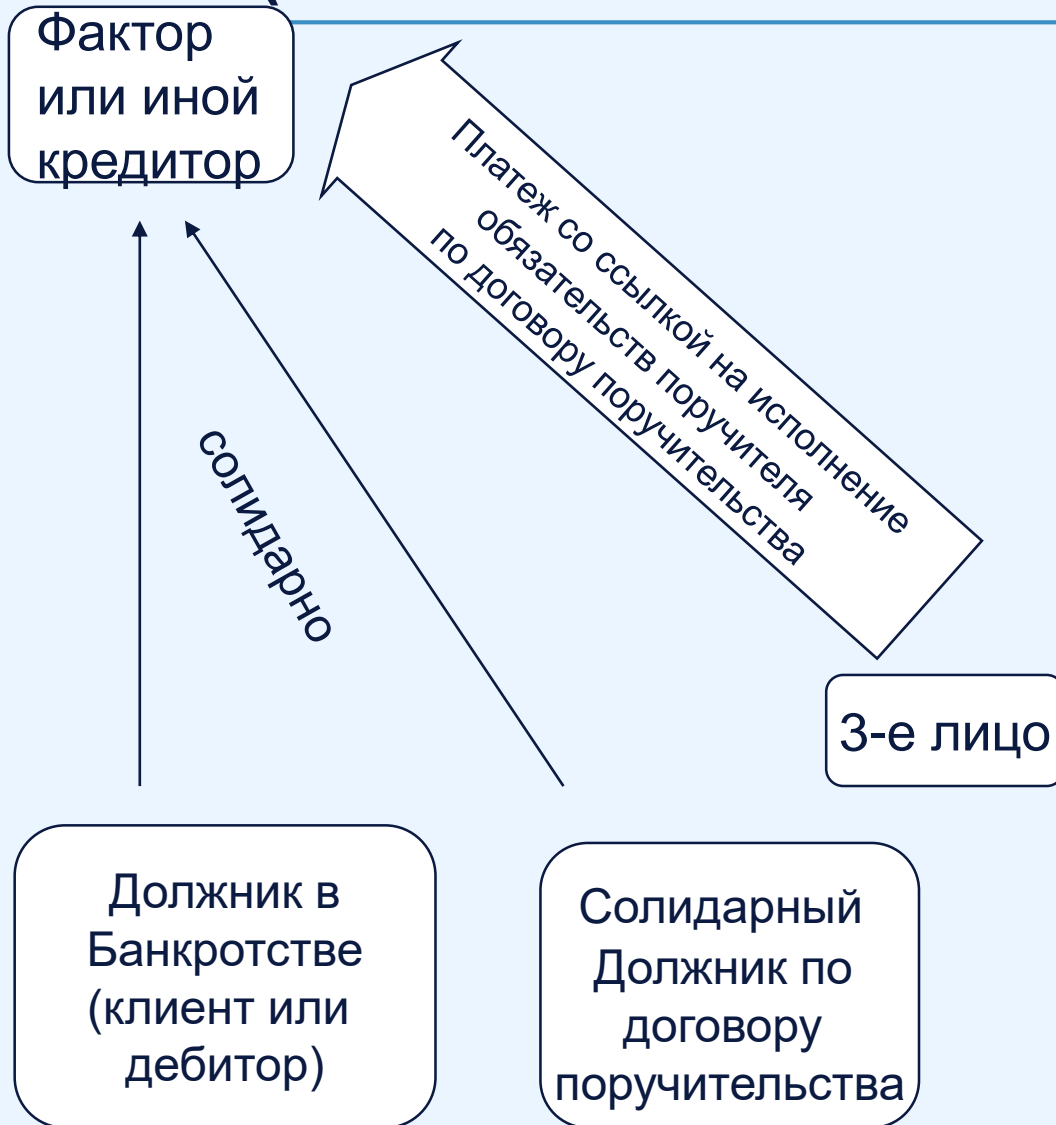 Фактор
или иной
кредитор
Платеж со ссылкой на исполнение
обязательств поручителя
по договору поручительства
солидарно
3-е лицо
Должник в
Банкротстве
(клиент или
дебитор)
Солидарный
Должник по
договору
поручительства